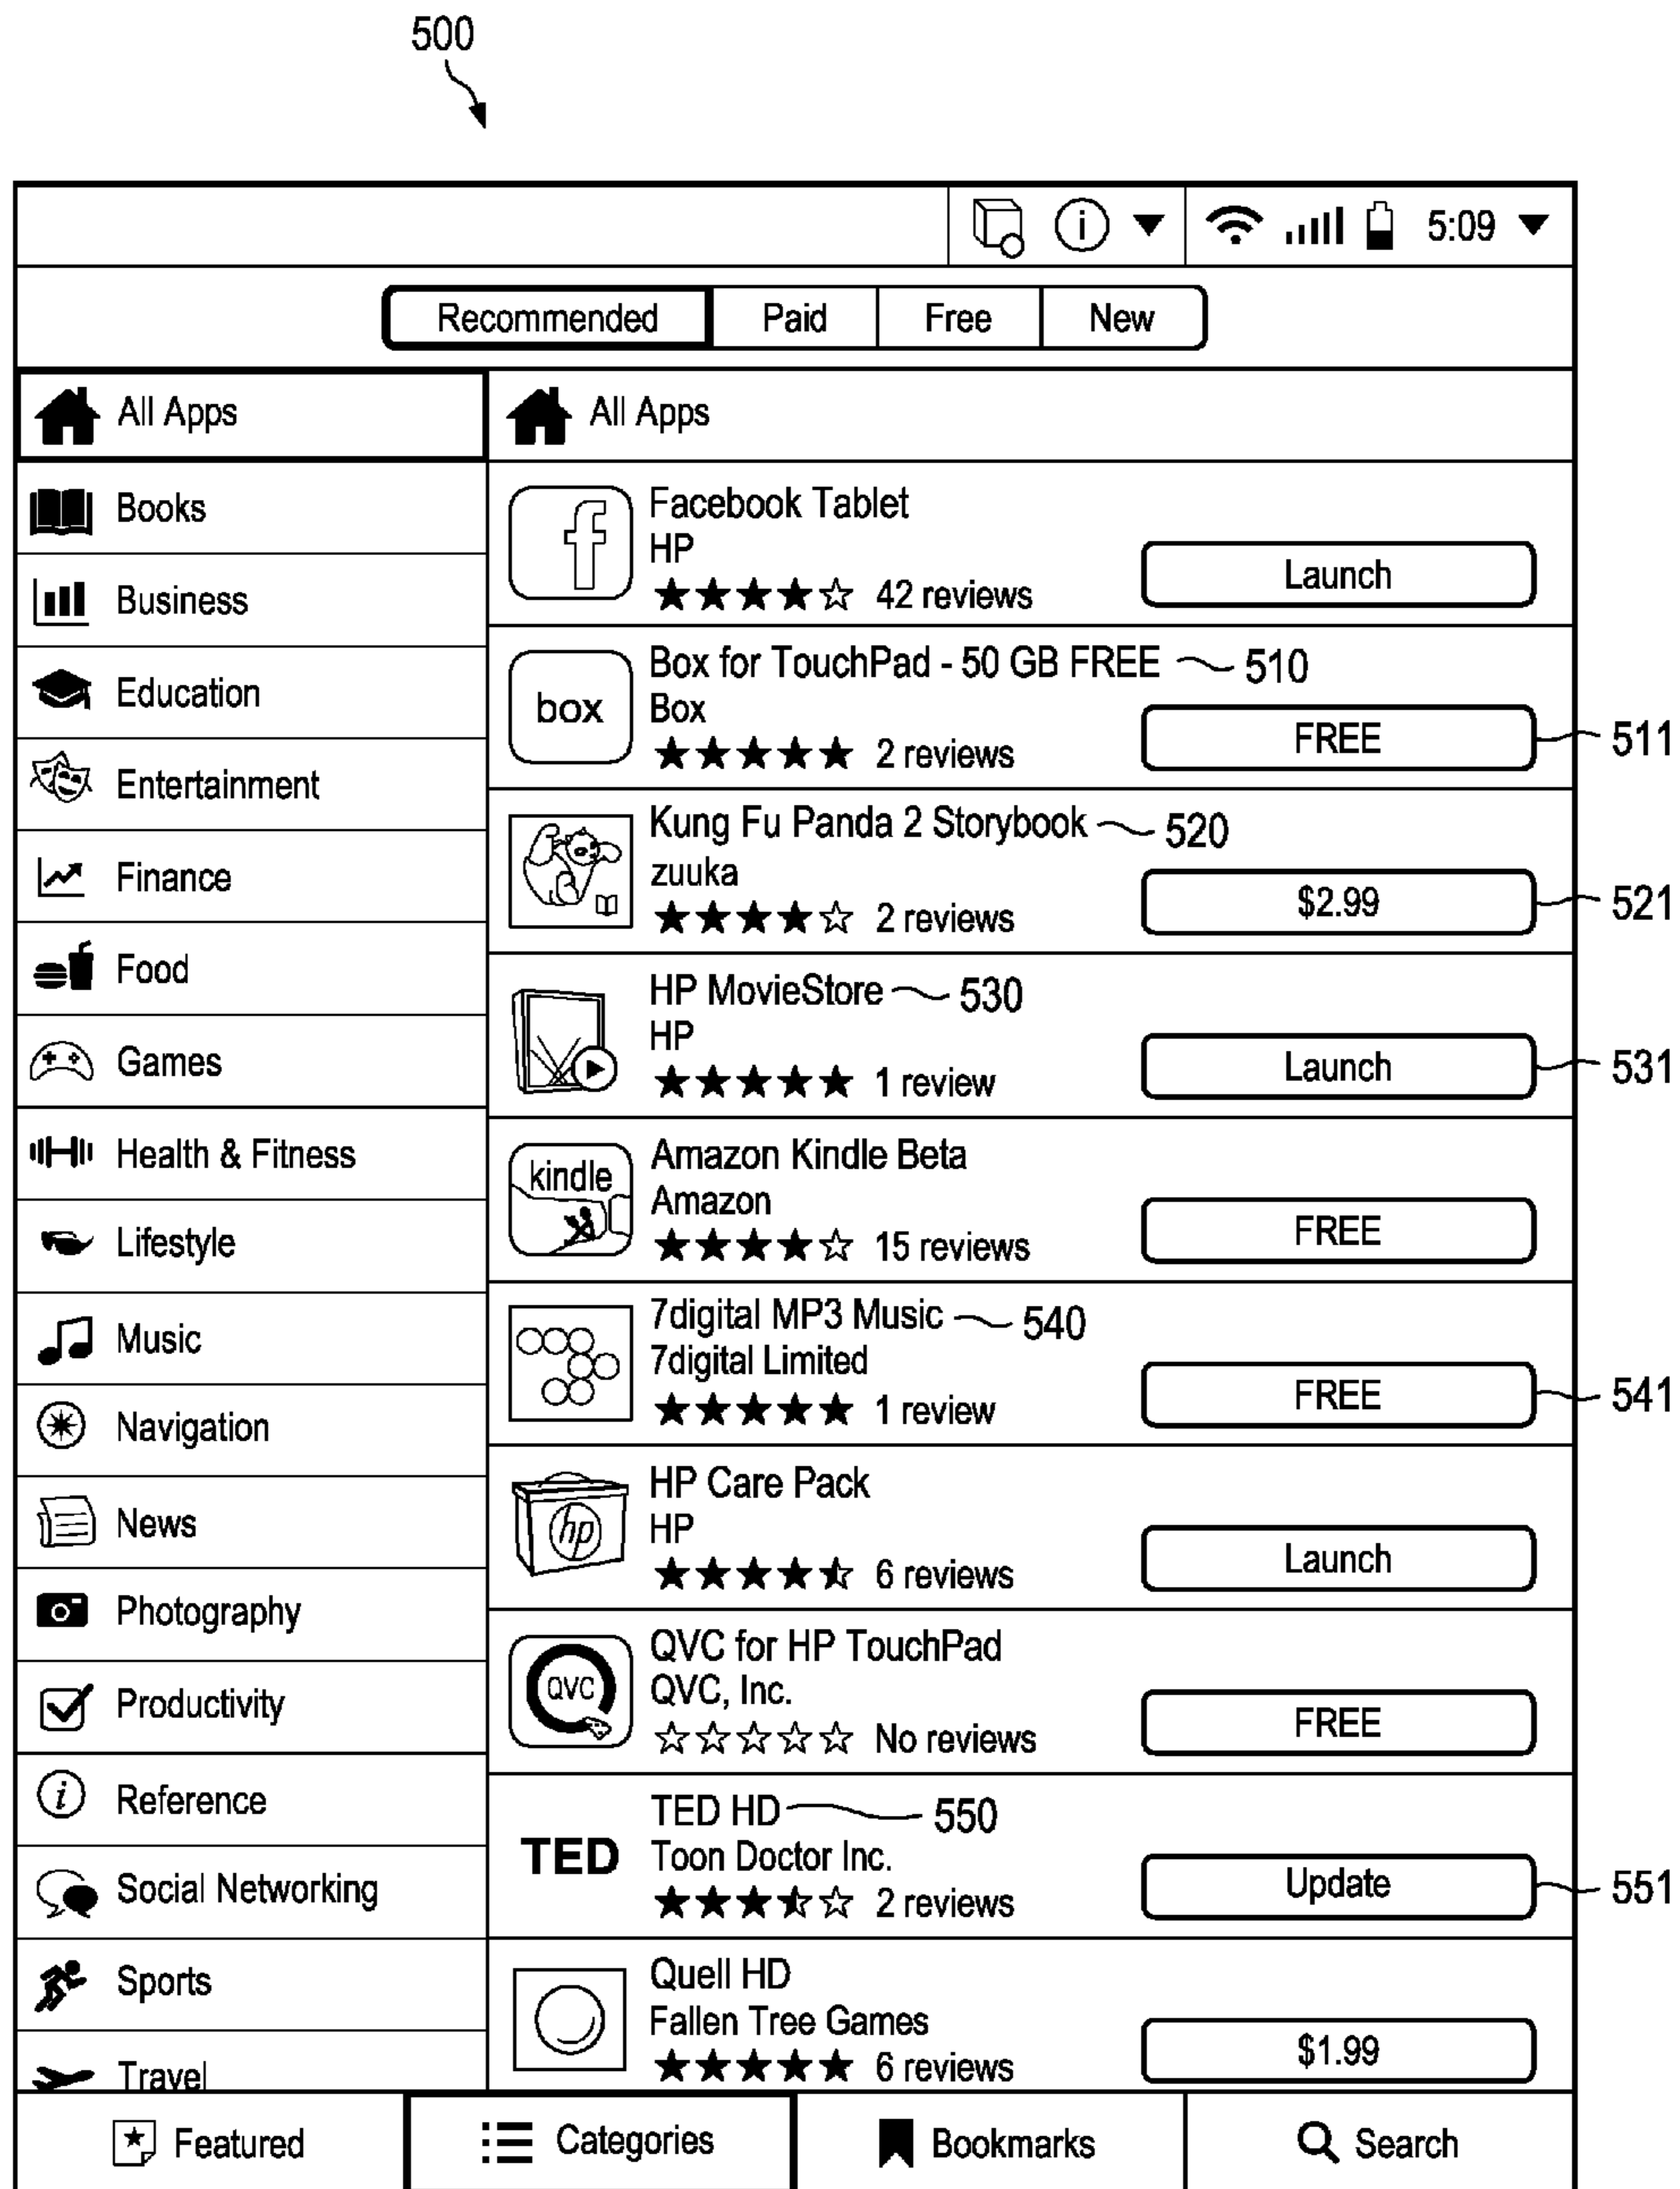 500
5:09
Recommended Paid Free New
All Apps
Books
Business
Education
Entertainment
Finance
Food
Games
Health & Fitness
Lifestyle
Music
Navigation
News
Photography
Productivity
Reference
Social Networking
Sports
Travel
All Apps
Facebook Tablet
HP
42 reviews
Launch
box
Box for TouchPad - 50 GB FREE 510
Box
2 reviews
FREE 511
Kung Fu Panda 2 Storybook 520
zuuka
2 reviews
$2.99 521
HP MovieStore 530
HP
1 review
Launch 531
kindle
Amazon Kindle Beta
Amazon
15 reviews
FREE
7digital MP3 Music 540
7digital Limited
1 review
FREE 541
hp
HP Care Pack
HP
6 reviews
Launch
QVC
QVC for HP TouchPad
QVC, Inc.
No reviews
FREE
TED
TED HD 550
Toon Doctor Inc.
2 reviews
Update 551
Quell HD
Fallen Tree Games
6 reviews
$1.99
Featured Categories Bookmarks Search